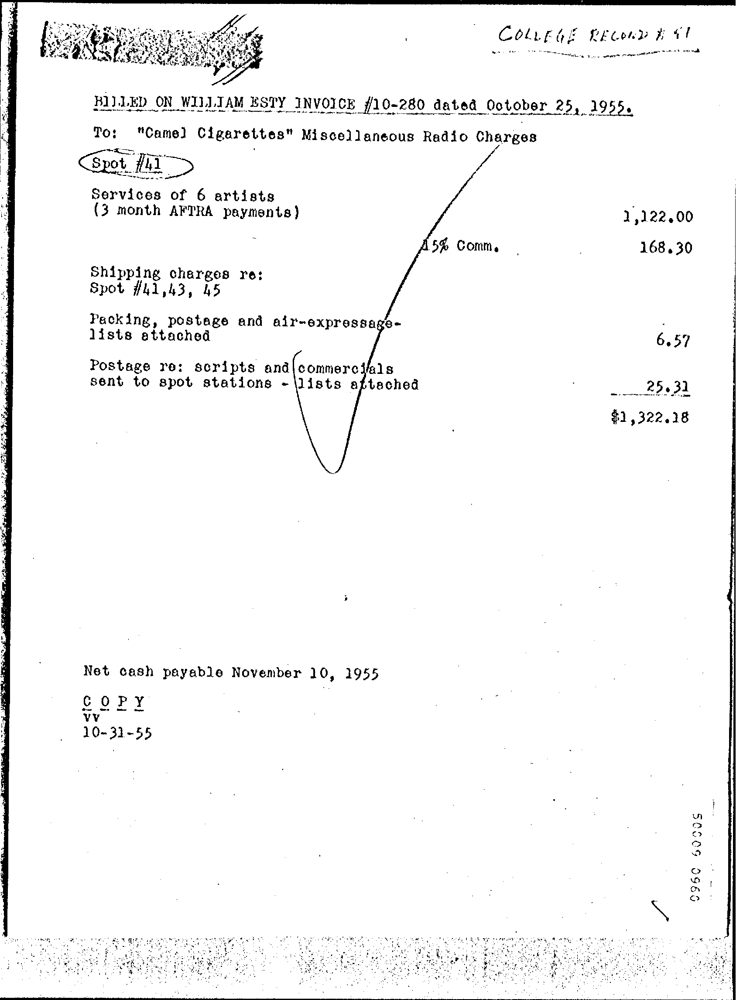 COLLEGE RECORD # 41
BILLED ON WILLIAM ESTY INVOICE #10-280 dated October 25, 1955.
To: "Camel Cigarettes" Miscellaneous Radio Charges
Spot #41
Services of 6 artists
(3 month AFTRA payments) 1,122.00
15% Comm. 168.30
Shipping charges re:
Spot #41,43, 45
Packing, postage and air-expressage-
lists attached 6.57
Postage re: scripts and commercials
sent to spot stations - lists attached 25.31
$1,322.18
Net cash payable November 10, 1955
C O P Y
vv
10-31-55
50009 0960